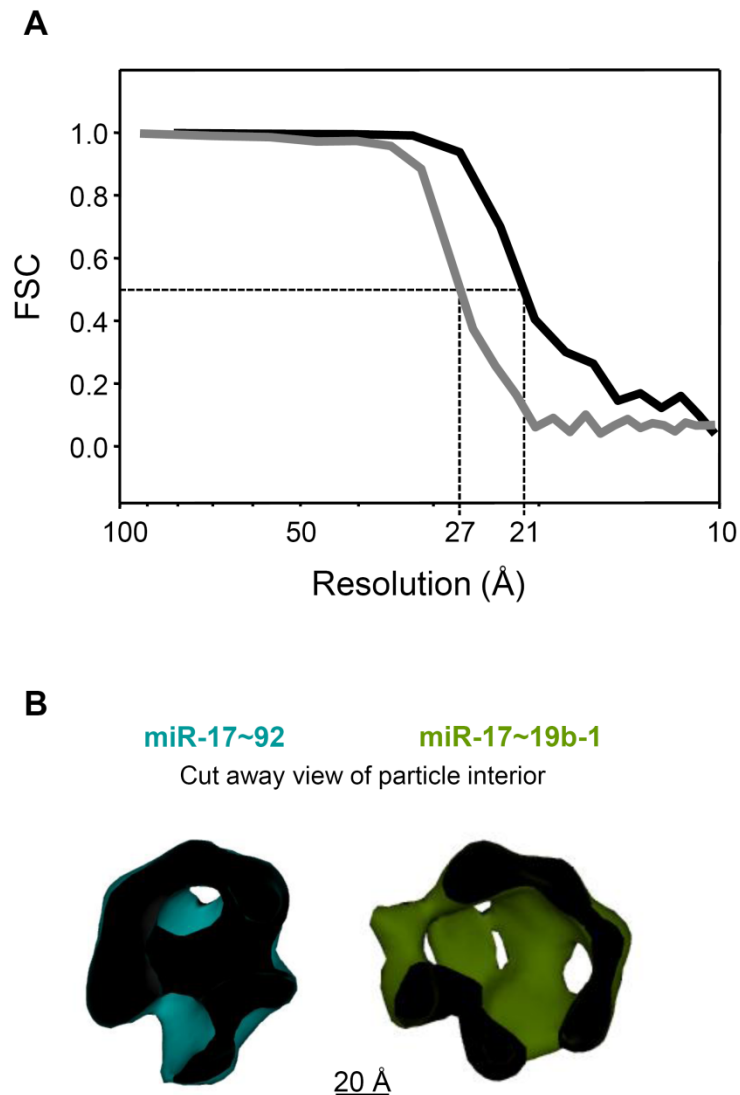 A
1.0
0.8
0.6
0.4
0.2
0.0
FSC
100 50 27 21 10
Resolution (Å)
B
miR-17~92 miR-17~19b-1
Cut away view of particle interior
20 Å